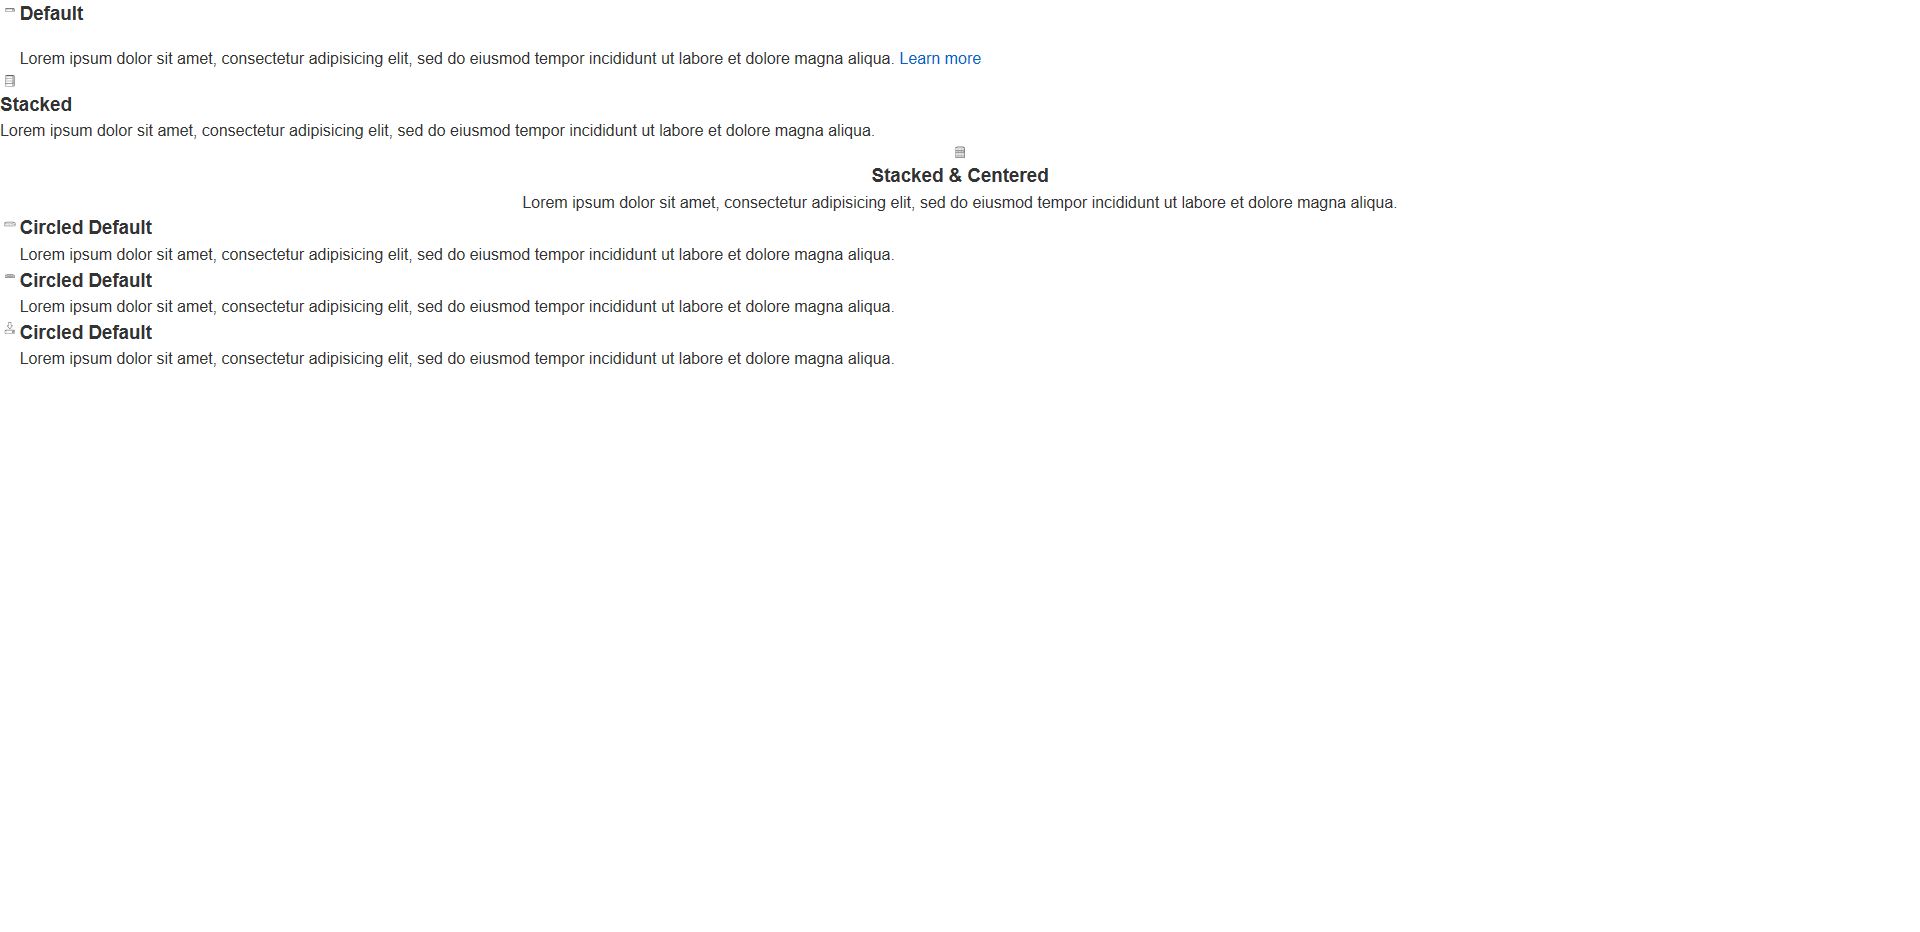 Default
Lorem ipsum dolor sit amet, consectetur adipisicing elit, sed do eiusmod tempor incididunt ut labore et dolore magna aliqua. Learn more
Stacked
Lorem ipsum dolor sit amet, consectetur adipisicing elit, sed do eiusmod tempor incididunt ut labore et dolore magna aliqua.
Stacked & Centered
Lorem ipsum dolor sit amet, consectetur adipisicing elit, sed do eiusmod tempor incididunt ut labore et dolore magna aliqua.
Circled Default
Lorem ipsum dolor sit amet, consectetur adipisicing elit, sed do eiusmod tempor incididunt ut labore et dolore magna aliqua.
Circled Default
Lorem ipsum dolor sit amet, consectetur adipisicing elit, sed do eiusmod tempor incididunt ut labore et dolore magna aliqua.
Circled Default
Lorem ipsum dolor sit amet, consectetur adipisicing elit, sed do eiusmod tempor incididunt ut labore et dolore magna aliqua.